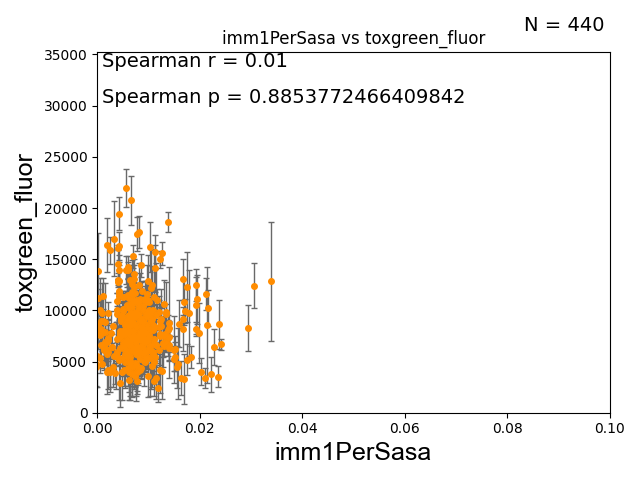 N = 440
imm1PerSasa vs toxgreen_fluor
Spearman r = 0.01
Spearman p = 0.8853772466409842
toxgreen_fluor
35000
30000
25000
20000
15000
10000
5000
0
0.00 0.02 0.04 0.06 0.08 0.10
imm1PerSasa